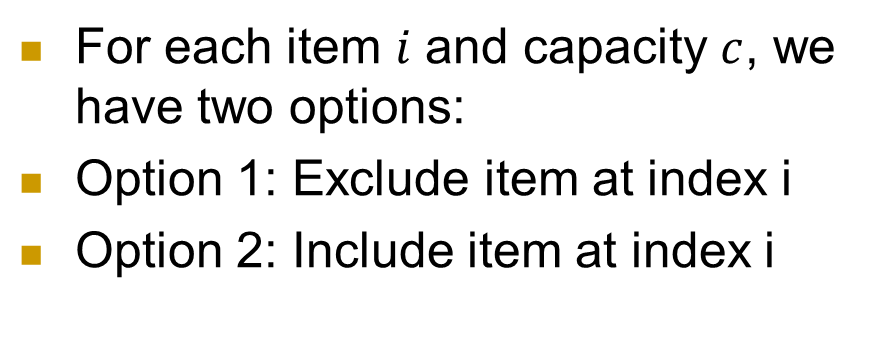 For each item i and capacity c, we
have two options:
Option 1: Exclude item at index i
Option 2: Include item at index i